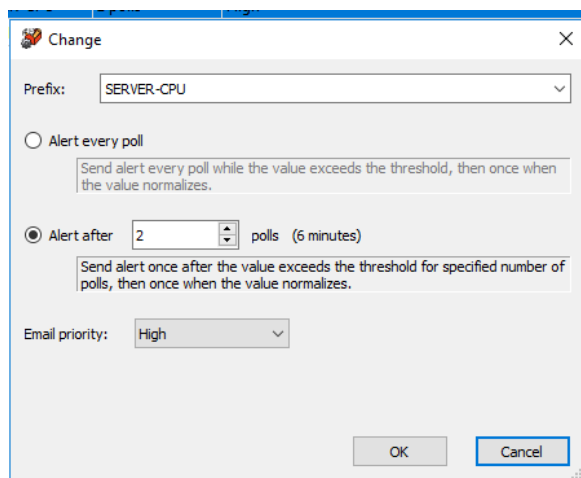 Change
Prefix: SERVER-CPU
Alert every poll
Send alert every poll while the value exceeds the threshold, then once when
the value normalizes.
Alert after 2 polls (6 minutes)
Send alert once after the value exceeds the threshold for specified number of
polls, then once when the value normalizes.
Email priority: High
OK Cancel